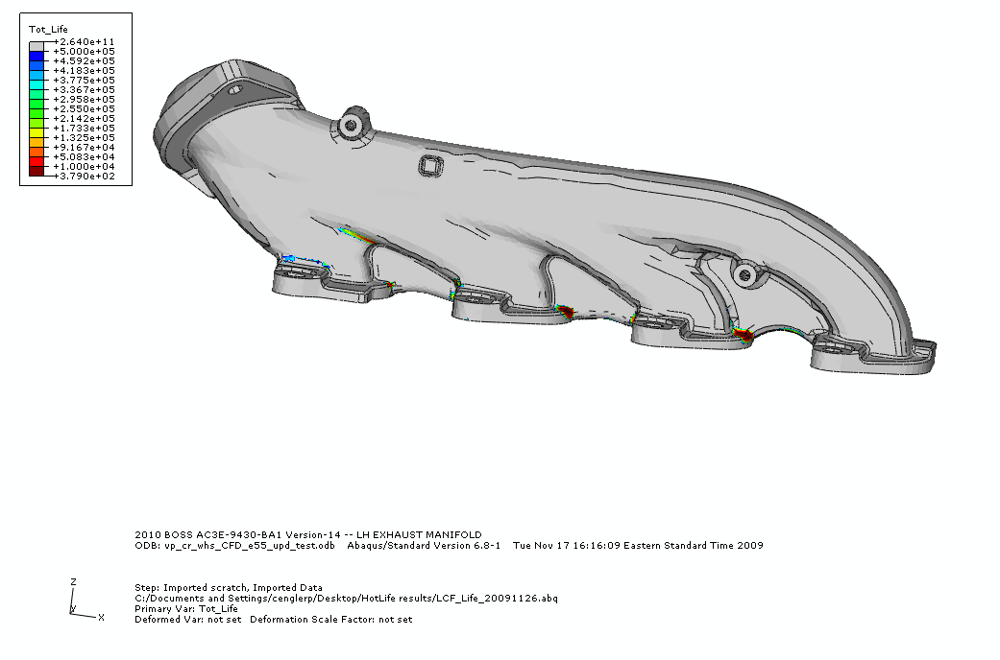 Tot_Life
+2.640e+11
+5.000e+05
+4.592e+05
+4.183e+05
+3.775e+05
+3.367e+05
+2.958e+05
+2.550e+05
+2.142e+05
+1.733e+05
+1.325e+05
+9.167e+04
+5.083e+04
+1.000e+04
+3.790e+02
2010 BOSS AC3E-9430-BA1 Version-14 -- LH EXHAUST MANIFOLD
ODB: vp_cr_whs_CFD_e55_upd_test.odb Abaqus/Standard Version 6.8-1 Tue Nov 17 16:16:09 Eastern Standard Time 2009
Z
Y
X
Step: Imported scratch, Imported Data
C:/Documents and Settings/cenglerp/Desktop/HotLife results/LCF_Life_20091126.abq
Primary Var: Tot_Life
Deformed Var: not set Deformation Scale Factor: not set